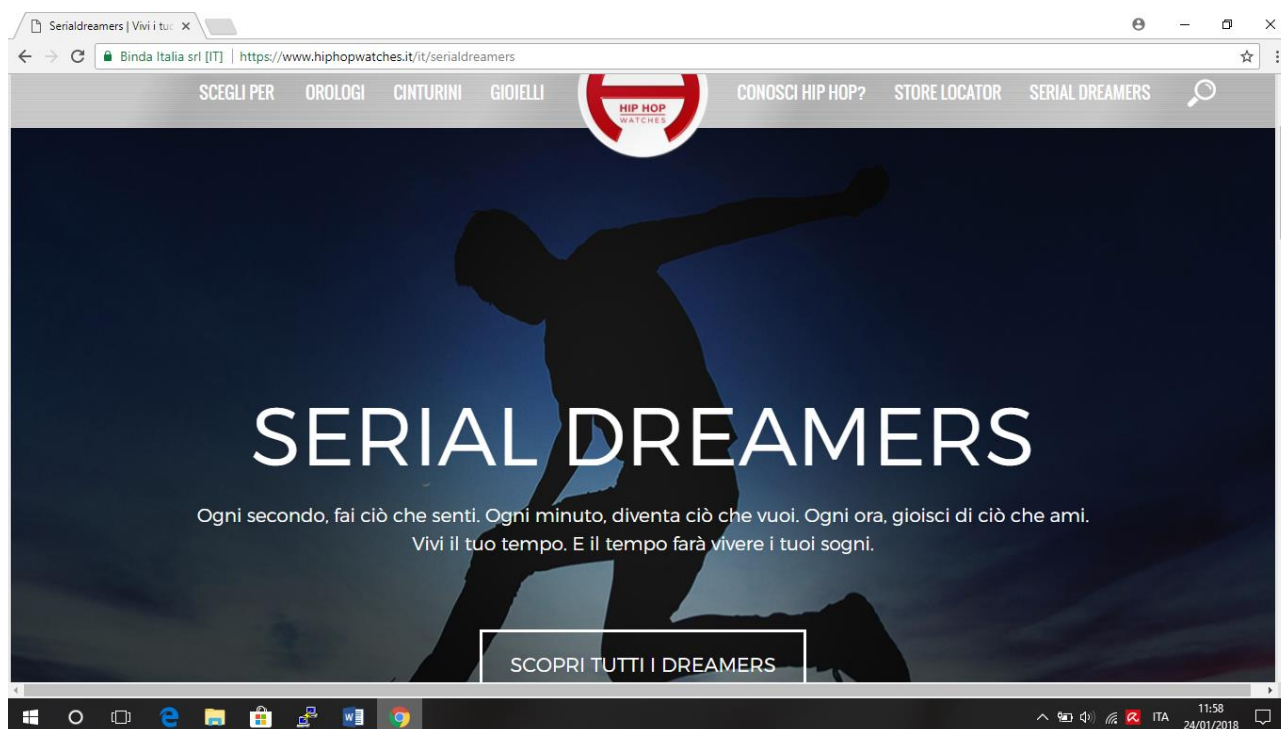 Serialdreamers | Vivi i tuo
Binda Italia srl [IT] | https://www.hiphopwatches.it/it/serialdreamers
SCEGLI PER OROLOGI CINTURINI GIOIELLI HIP HOP WATCHES CONOSCI HIP HOP? STORE LOCATOR SERIAL DREAMERS
SERIAL DREAMERS
Ogni secondo, fai ciò che senti. Ogni minuto, diventa ciò che vuoi. Ogni ora, gioisci di ciò che ami.
Vivi il tuo tempo. E il tempo farà vivere i tuoi sogni.
SCOPRI TUTTI I DREAMERS
ITA
11:58
24/01/2018